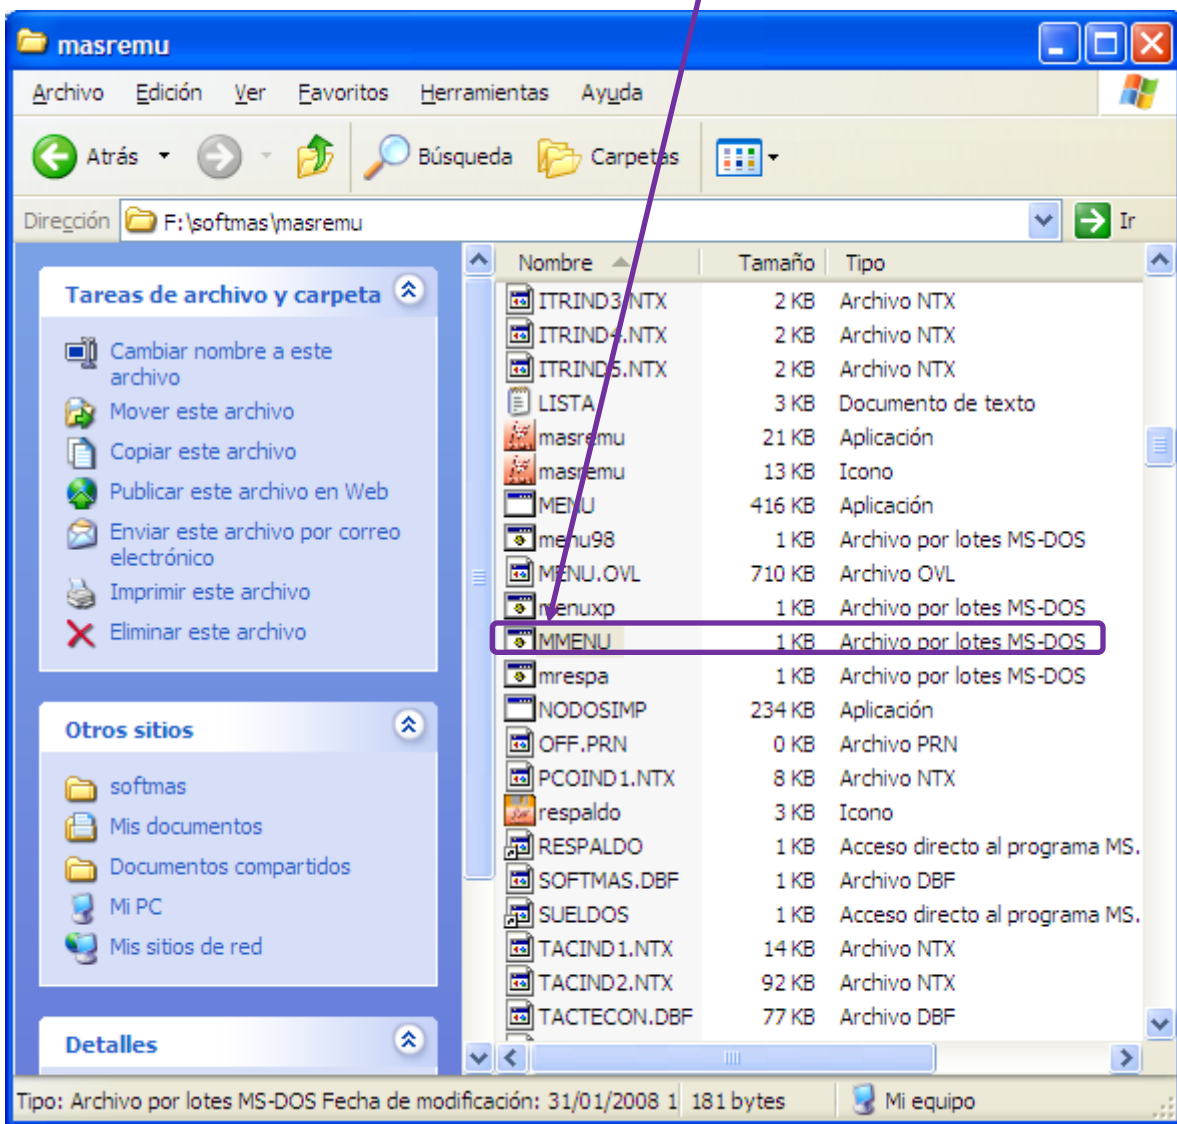 masremu
Archivo Edición Ver Favoritos Herramientas Ayuda
Atrás Búsqueda Carpetas
Dirección F:\softmas\masremu Ir
Tareas de archivo y carpeta
Cambiar nombre a este
archivo
Mover este archivo
Copiar este archivo
Publicar este archivo en Web
Enviar este archivo por correo
electrónico
Imprimir este archivo
Eliminar este archivo
Otros sitios
softmas
Mis documentos
Documentos compartidos
Mi PC
Mis sitios de red
Detalles
Nombre Tamaño Tipo
ITRIND3.NTX 2 KB Archivo NTX
ITRIND4.NTX 2 KB Archivo NTX
ITRIND5.NTX 2 KB Archivo NTX
LISTA 3 KB Documento de texto
masremu 21 KB Aplicación
masremu 13 KB Icono
MENU 416 KB Aplicación
menu98 1 KB Archivo por lotes MS-DOS
MENU.OVL 710 KB Archivo OVL
menuxp 1 KB Archivo por lotes MS-DOS
MMENU 1 KB Archivo por lotes MS-DOS
mrespa 1 KB Archivo por lotes MS-DOS
NODOSIMP 234 KB Aplicación
OFF.PRN 0 KB Archivo PRN
PCOIND1.NTX 8 KB Archivo NTX
respaldo 3 KB Icono
RESPALDO 1 KB Acceso directo al programa MS.
SOFTMAS.DBF 1 KB Archivo DBF
SUELDOS 1 KB Acceso directo al programa MS.
TACIND1.NTX 14 KB Archivo NTX
TACIND2.NTX 92 KB Archivo NTX
TACTECON.DBF 77 KB Archivo DBF
Tipo: Archivo por lotes MS-DOS Fecha de modificación: 31/01/2008 1 181 bytes Mi equipo